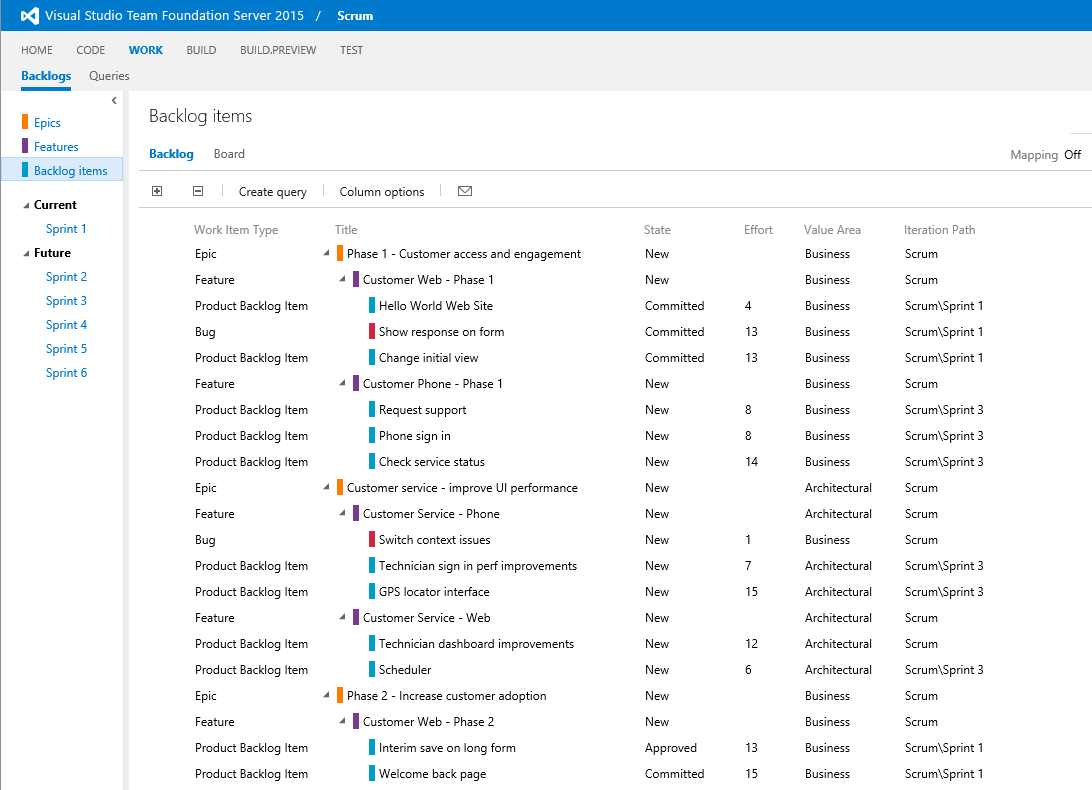 Visual Studio Team Foundation Server 2015 / Scrum
HOME CODE WORK BUILD BUILD.PREVIEW TEST
Backlogs Queries
Epics
Features
Backlog items
Current
Sprint 1
Future
Sprint 2
Sprint 3
Sprint 4
Sprint 5
Sprint 6
Backlog items
Backlog Board Mapping Off
Create query Column options
Work Item Type Title State Effort Value Area Iteration Path
Epic Phase 1 - Customer access and engagement New Business Scrum
Feature Customer Web - Phase 1 New Business Scrum
Product Backlog Item Hello World Web Site Committed 4 Business Scrum\Sprint 1
Bug Show response on form Committed 13 Business Scrum\Sprint 1
Product Backlog Item Change initial view Committed 13 Business Scrum\Sprint 1
Feature Customer Phone - Phase 1 New Business Scrum
Product Backlog Item Request support New 8 Business Scrum\Sprint 3
Product Backlog Item Phone sign in New 8 Business Scrum\Sprint 3
Product Backlog Item Check service status New 14 Business Scrum\Sprint 3
Epic Customer service - improve UI performance New Architectural Scrum
Feature Customer Service - Phone New Architectural Scrum
Bug Switch context issues New 1 Business Scrum
Product Backlog Item Technician sign in perf improvements New 7 Architectural Scrum\Sprint 3
Product Backlog Item GPS locator interface New 15 Architectural Scrum\Sprint 3
Feature Customer Service - Web New Architectural Scrum
Product Backlog Item Technician dashboard improvements New 12 Architectural Scrum
Product Backlog Item Scheduler New 6 Architectural Scrum\Sprint 3
Epic Phase 2 - Increase customer adoption New Business Scrum
Feature Customer Web - Phase 2 New Business Scrum
Product Backlog Item Interim save on long form Approved 13 Business Scrum\Sprint 1
Product Backlog Item Welcome back page Committed 15 Business Scrum\Sprint 1